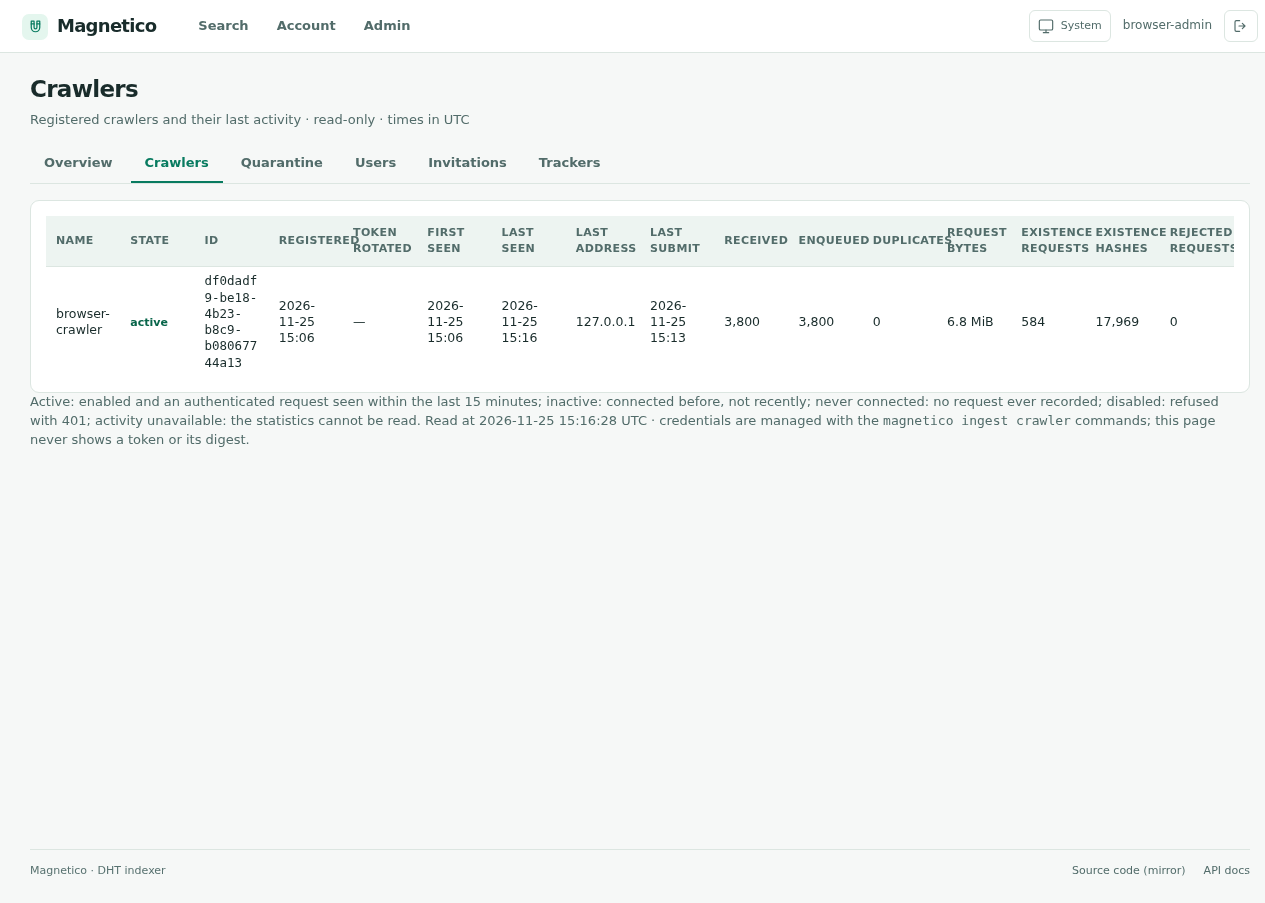 Magnetico Search Account Admin System browser-admin
Crawlers
Registered crawlers and their last activity · read-only · times in UTC
Overview Crawlers Quarantine Users Invitations Trackers
NAME STATE ID REGISTERED TOKEN ROTATED FIRST SEEN LAST SEEN LAST ADDRESS LAST SUBMIT RECEIVED ENQUEUED DUPLICATES REQUEST BYTES EXISTENCE REQUESTS EXISTENCE HASHES REJECTED REQUESTS
browser-crawler active df0dadf9-be18-4b23-b8c9-b08067744a13 2026-11-25 15:06 — 2026-11-25 15:06 2026-11-25 15:16 127.0.0.1 2026-11-25 15:13 3,800 3,800 0 6.8 MiB 584 17,969 0
Active: enabled and an authenticated request seen within the last 15 minutes; inactive: connected before, not recently; never connected: no request ever recorded; disabled: refused
with 401; activity unavailable: the statistics cannot be read. Read at 2026-11-25 15:16:28 UTC · credentials are managed with the magnetico ingest crawler commands; this page
never shows a token or its digest.
Magnetico · DHT indexer Source code (mirror) API docs